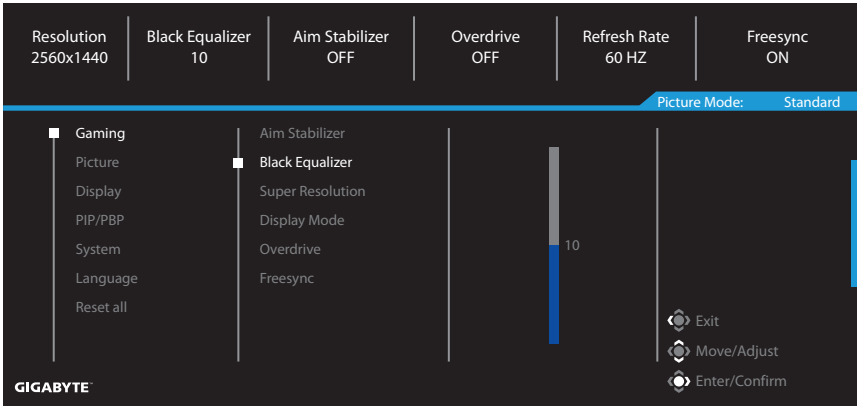 Resolution
2560x1440
Black Equalizer
10
Aim Stabilizer
OFF
Overdrive
OFF
Refresh Rate
60 HZ
Freesync
ON
Picture Mode: Standard
Gaming
Picture
Display
PIP/PBP
System
Language
Reset all
Aim Stabilizer
Black Equalizer
Super Resolution
Display Mode
Overdrive
Freesync
10
Exit
Move/Adjust
Enter/Confirm
GIGABYTE™